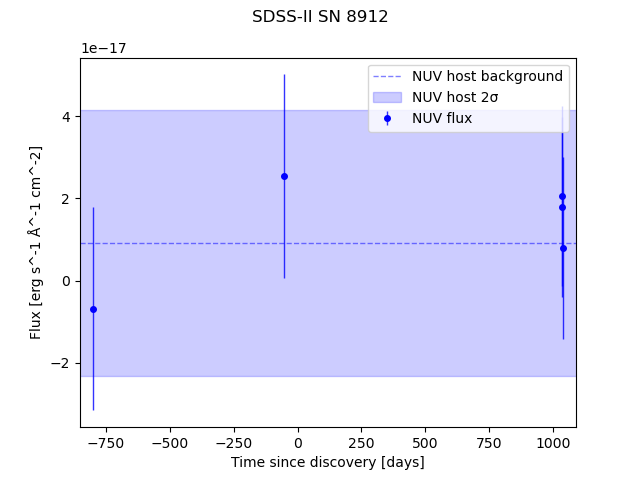 SDSS-II SN 8912
1e−17
NUV host background
NUV host 2σ
NUV flux
4
2
0
−2
Flux [erg s^-1 Å^-1 cm^-2]
−750 −500 −250 0 250 500 750 1000
Time since discovery [days]